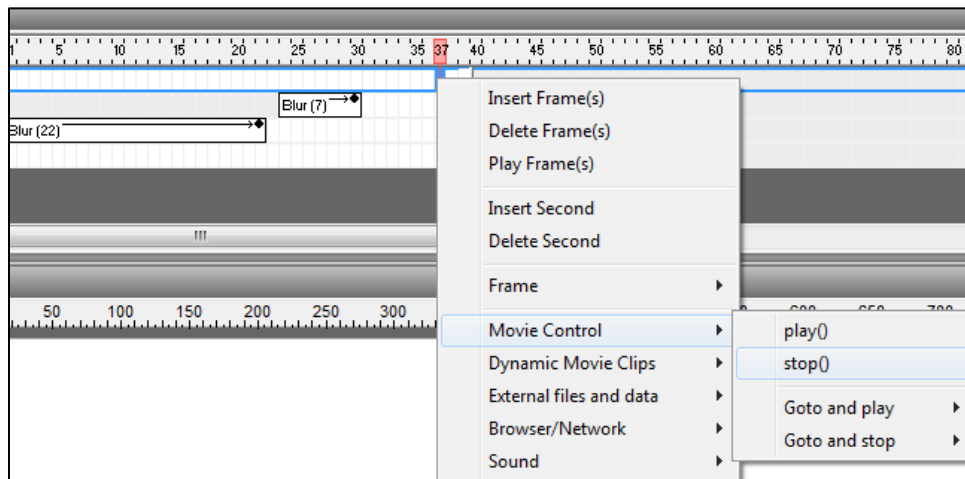 1 5 10 15 20 25 30 35 37 40 45 50 55 60 65 70 75 80
Blur (7)
Blur (22)
Insert Frame(s)
Delete Frame(s)
Play Frame(s)
Insert Second
Delete Second
Frame
50 100 150 200 250 300
Movie Control
Dynamic Movie Clips
External files and data
Browser/Network
Sound
play()
stop()
Goto and play
Goto and stop